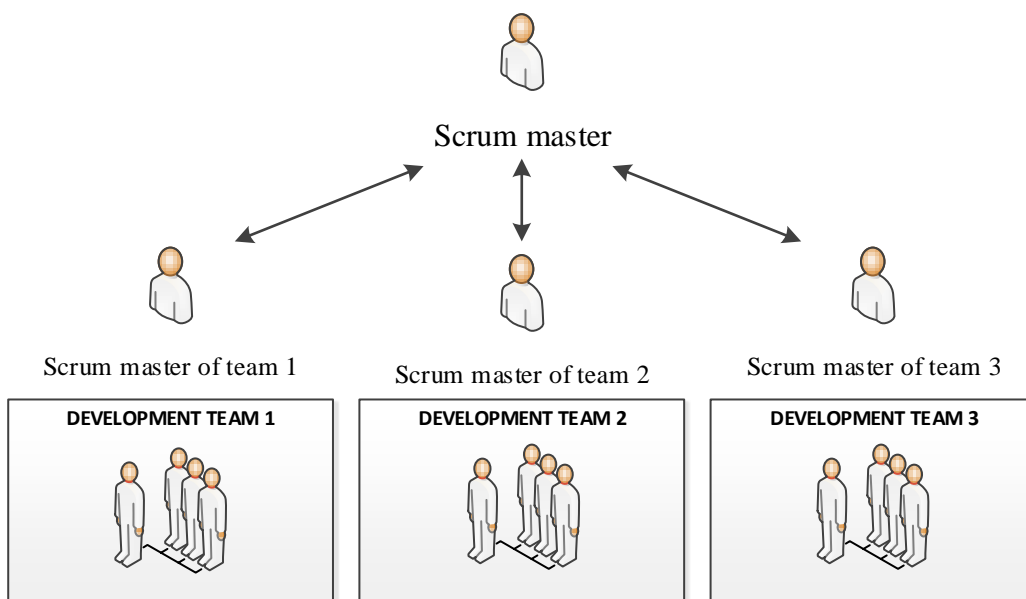 Scrum master
Scrum master of team 1
Scrum master of team 2
Scrum master of team 3
DEVELOPMENT TEAM 1
DEVELOPMENT TEAM 2
DEVELOPMENT TEAM 3